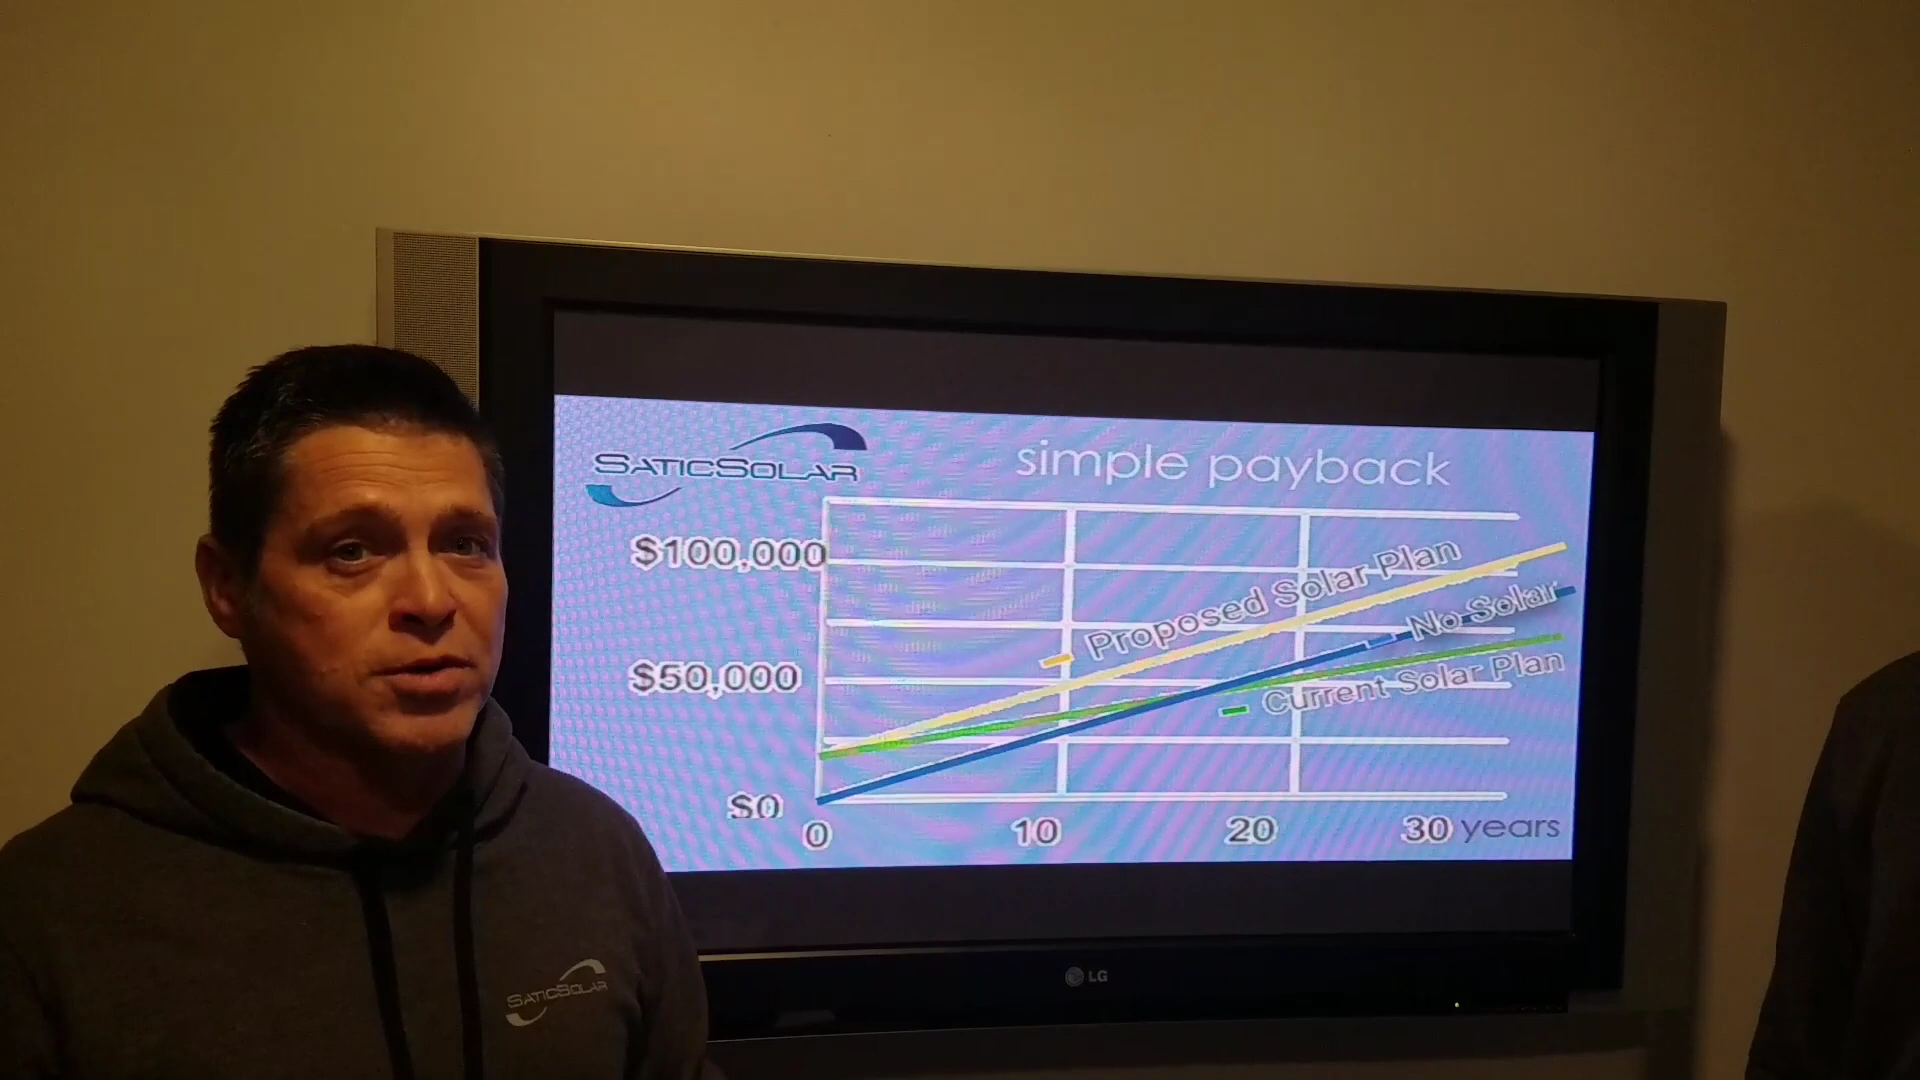 SATICSOLAR
simple payback
$100,000
Proposed Solar Plan
No Solar
$50,000
Current Solar Plan
$0
0
10
20
30 years
LG
SATICSOLAR